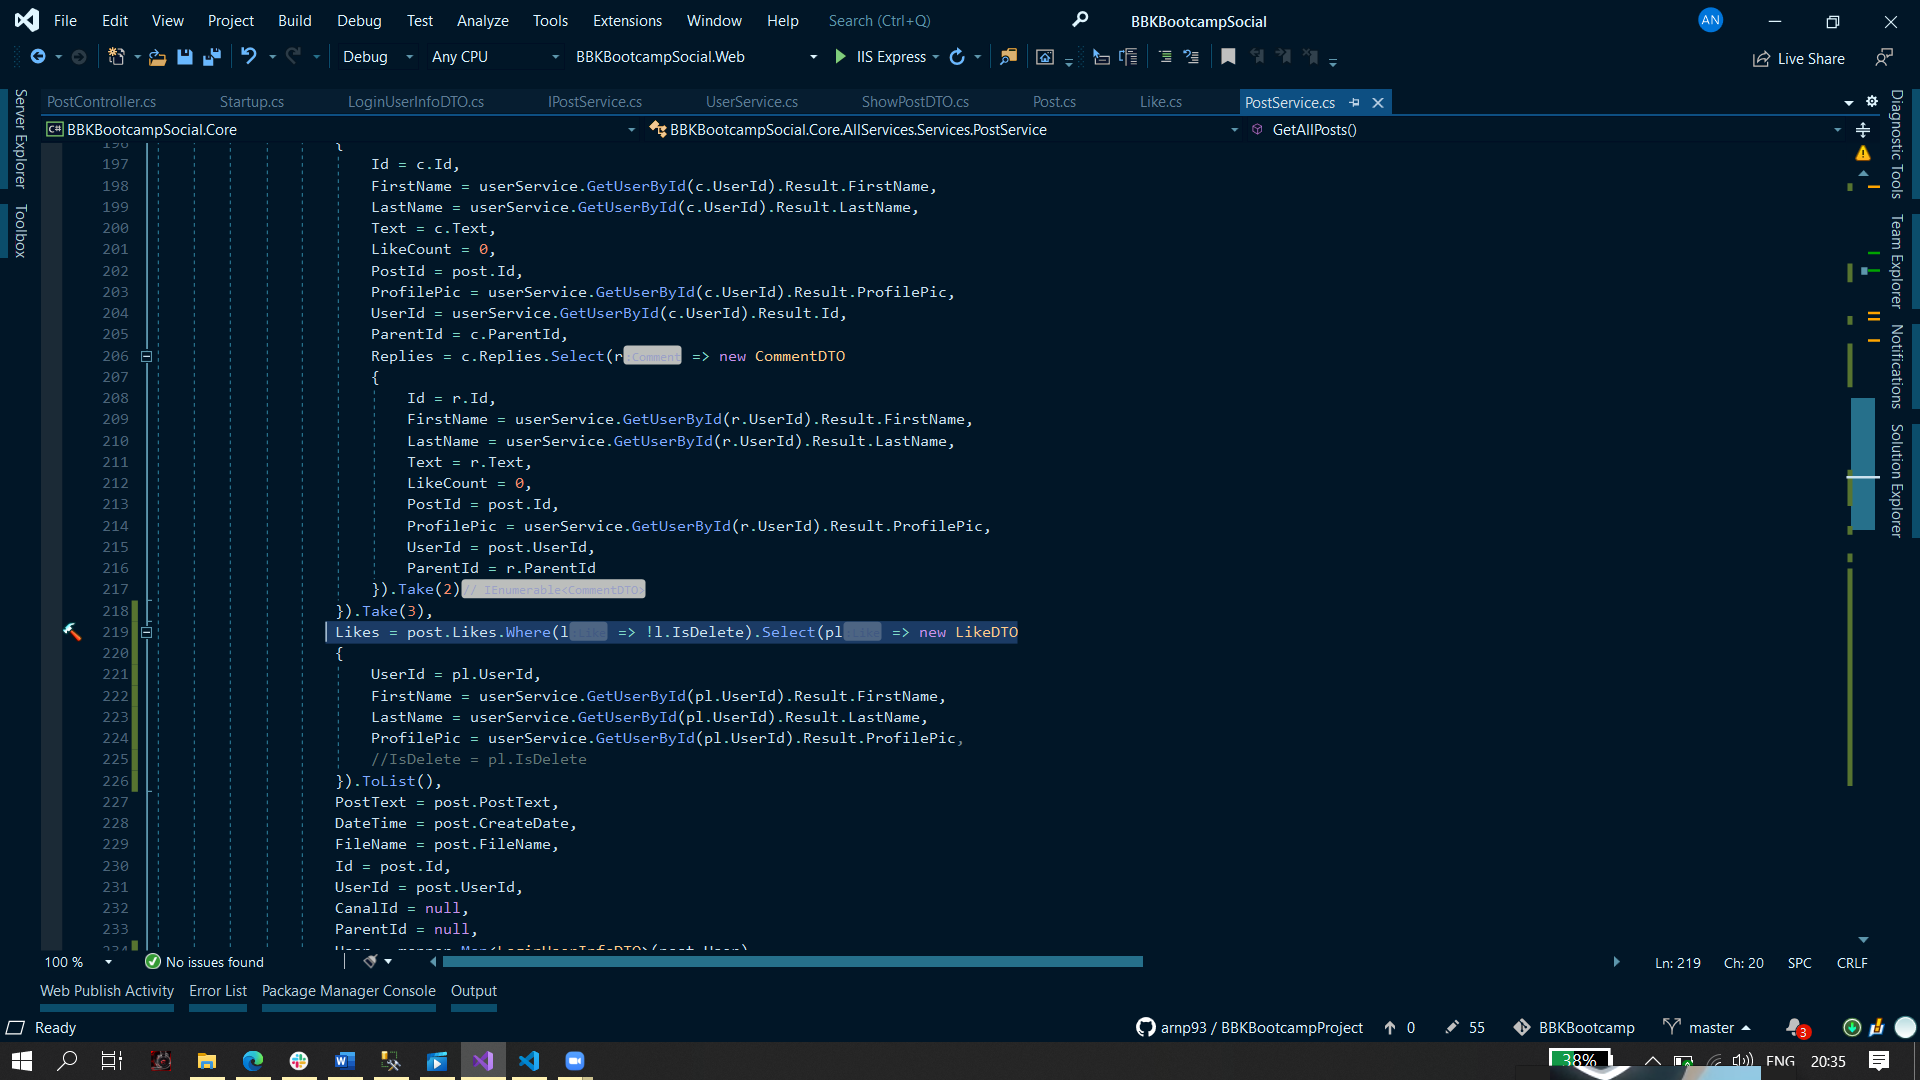 File Edit View Project Build Debug Test Analyze Tools Extensions Window Help Search (Ctrl+Q) BBKBootcampSocial AN
Debug Any CPU BBKBootcampSocial.Web IIS Express Live Share
PostController.cs Startup.cs LoginUserInfoDTO.cs IPostService.cs UserService.cs ShowPostDTO.cs Post.cs Like.cs PostService.cs
C# BBKBootcampSocial.Core BBKBootcampSocial.Core.AllServices.Services.PostService GetAllPosts()
Server Explorer
Toolbox
Diagnostic Tools
Team Explorer
Notifications
Solution Explorer
196 {
197 Id = c.Id,
198 FirstName = userService.GetUserById(c.UserId).Result.FirstName,
199 LastName = userService.GetUserById(c.UserId).Result.LastName,
200 Text = c.Text,
201 LikeCount = 0,
202 PostId = post.Id,
203 ProfilePic = userService.GetUserById(c.UserId).Result.ProfilePic,
204 UserId = userService.GetUserById(c.UserId).Result.Id,
205 ParentId = c.ParentId,
206 Replies = c.Replies.Select(r:Comment => new CommentDTO
207 {
208 Id = r.Id,
209 FirstName = userService.GetUserById(r.UserId).Result.FirstName,
210 LastName = userService.GetUserById(r.UserId).Result.LastName,
211 Text = r.Text,
212 LikeCount = 0,
213 PostId = post.Id,
214 ProfilePic = userService.GetUserById(r.UserId).Result.ProfilePic,
215 UserId = post.UserId,
216 ParentId = r.ParentId
217 }).Take(2)// IEnumerable<CommentDTO>
218 }).Take(3),
219 Likes = post.Likes.Where(l => !l.IsDelete).Select(pl => new LikeDTO
220 {
221 UserId = pl.UserId,
222 FirstName = userService.GetUserById(pl.UserId).Result.FirstName,
223 LastName = userService.GetUserById(pl.UserId).Result.LastName,
224 ProfilePic = userService.GetUserById(pl.UserId).Result.ProfilePic,
225 //IsDelete = pl.IsDelete
226 }).ToList(),
227 PostText = post.PostText,
228 DateTime = post.CreateDate,
229 FileName = post.FileName,
230 Id = post.Id,
231 UserId = post.UserId,
232 CanalId = null,
233 ParentId = null,
234 User = mapper.Map<LoginUserInfoDTO>(post.User)
100 % No issues found Ln: 219 Ch: 20 SPC CRLF
Web Publish Activity Error List Package Manager Console Output
Ready arnp93 / BBKBootcampProject 0 55 BBKBootcamp master 3
38% ENG 20:35